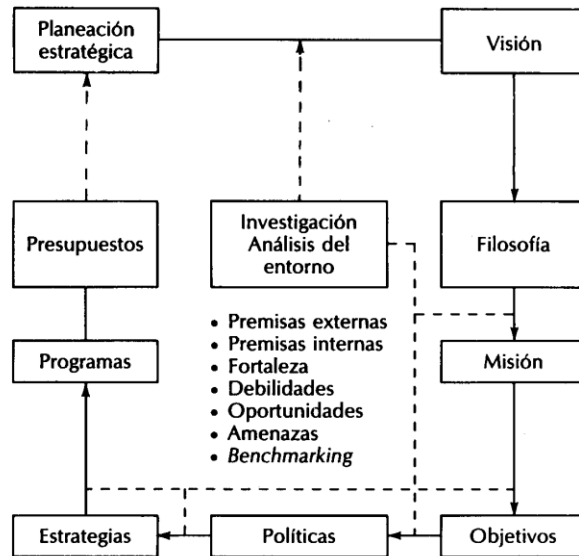 Planeación
estratégica
Visión
Presupuestos
Investigación
Análisis del
entorno
Filosofía
• Premisas externas
• Premisas internas
• Fortaleza
• Debilidades
• Oportunidades
• Amenazas
• Benchmarking
Programas
Misión
Estrategias
Políticas
Objetivos